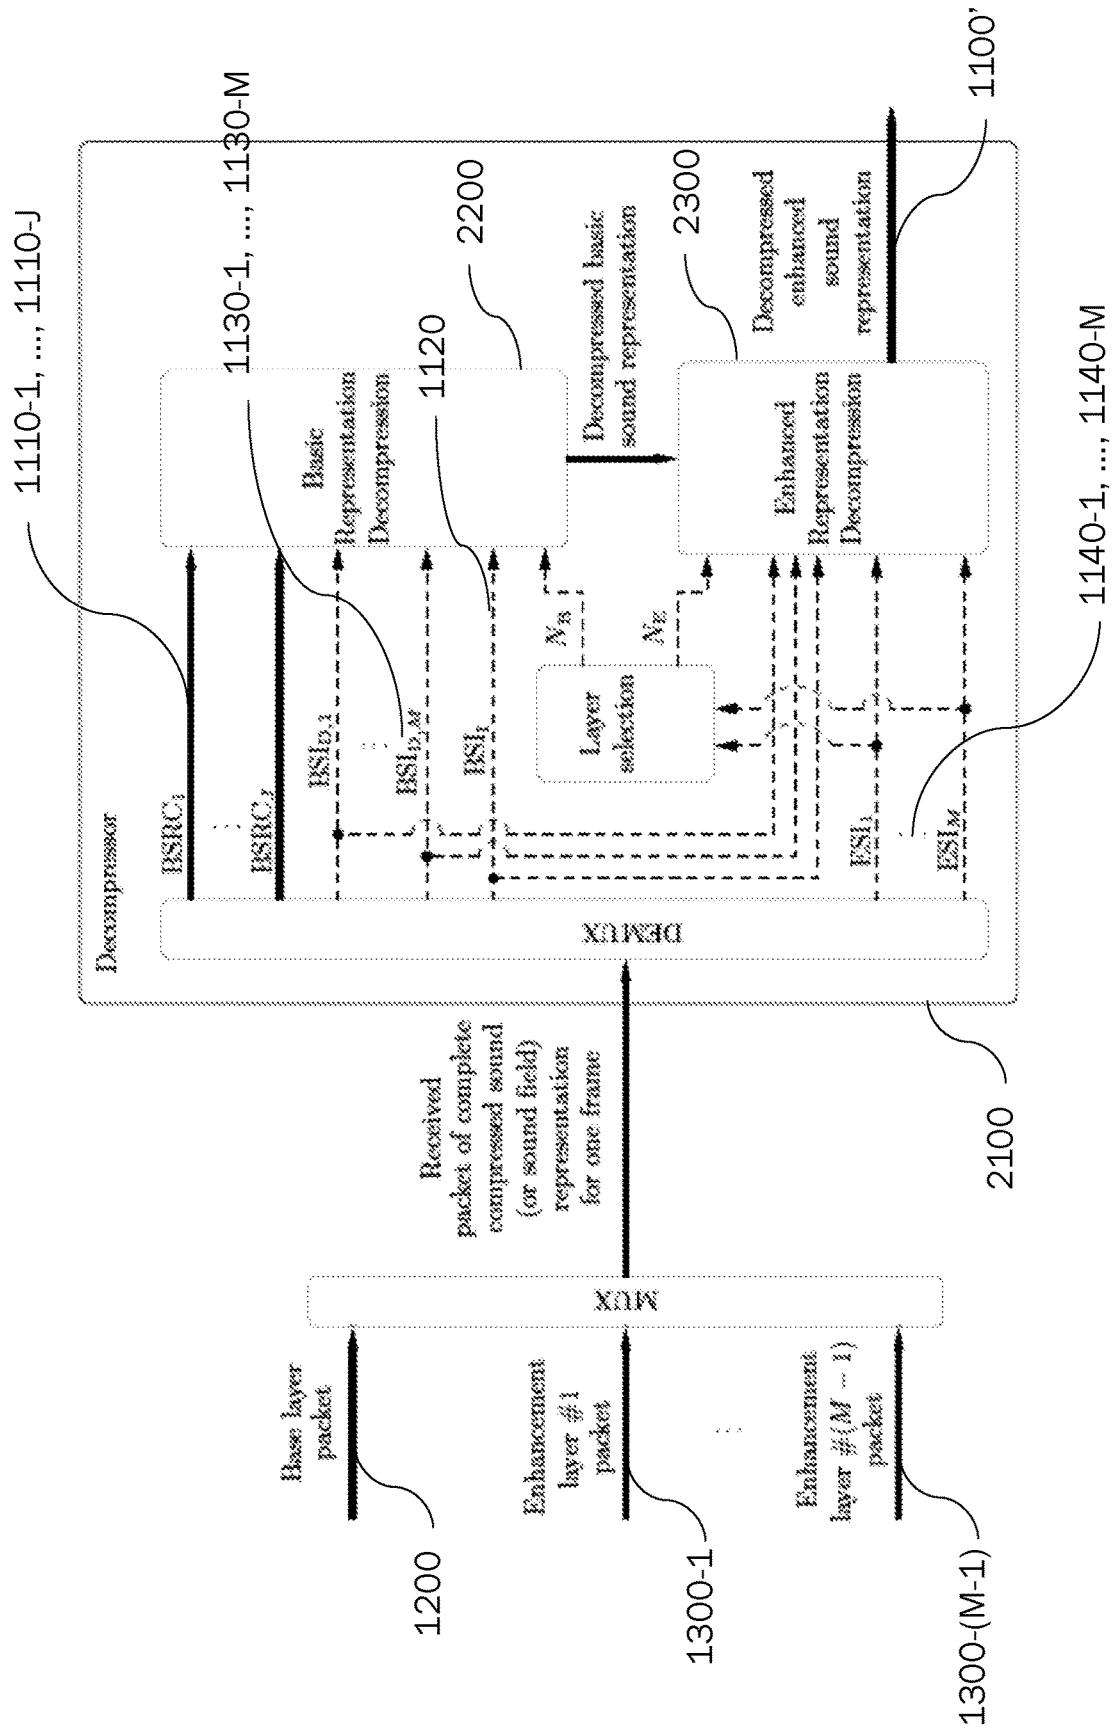 1200
Base layer
packet
1300-1
Enhancement
layer #1
packet
⋮
1300-(M-1)
Enhancement
layer #(M − 1)
packet
MUX
Received
packet of complete
compressed sound
(or sound field)
representation
for one frame
2100
Decompressor
DEMUX
1110-1, ..., 1110-J
BSRC1
⋮
BSRCJ
1130-1, ..., 1130-M
BSID,1
⋮
BSID,M
1120
BSII
Layer
selection
NB
NE
ESI1
⋮
ESIM
1140-1, ..., 1140-M
2200
Basic
Representation
Decompression
Decompressed basic
sound representation
2300
Enhanced
Representation
Decompression
Decompressed
enhanced
sound
representation
1100'